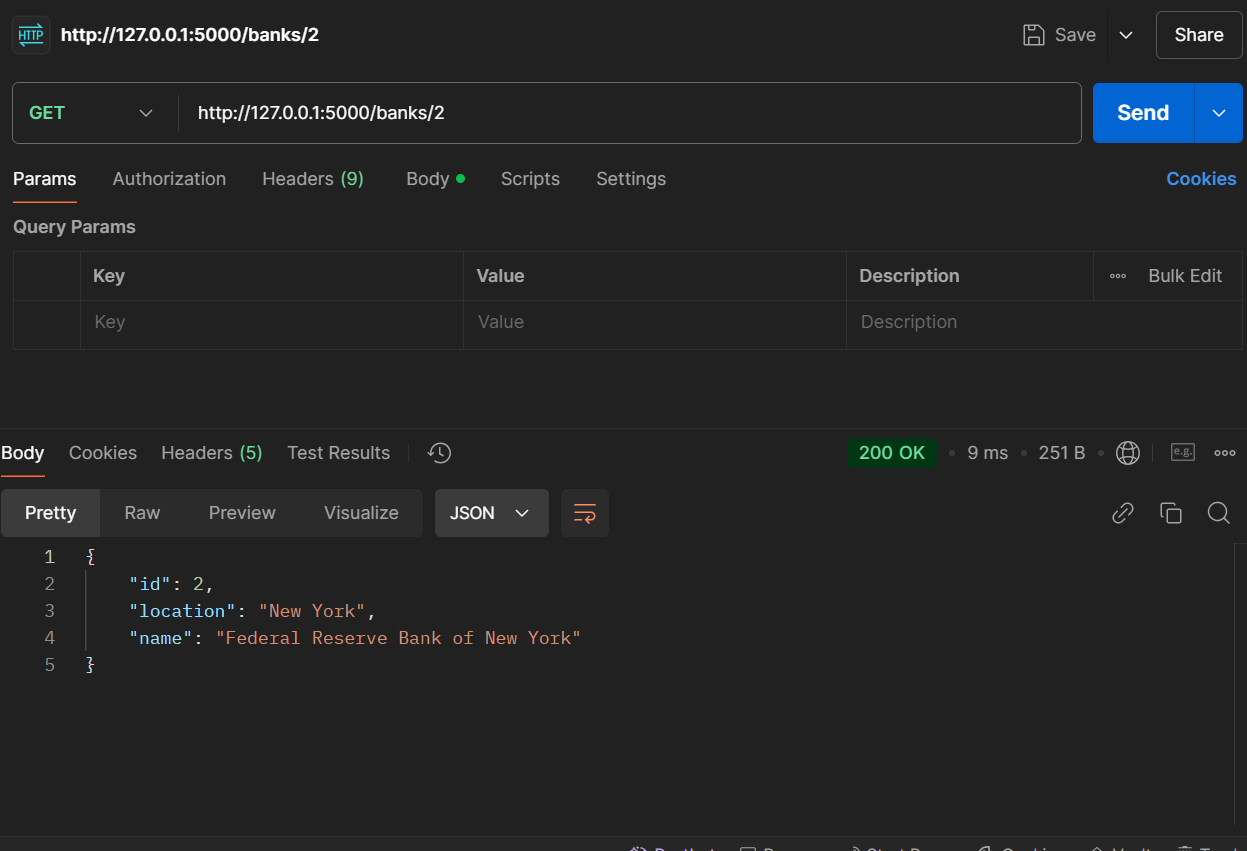 HTTP http://127.0.0.1:5000/banks/2 Save Share
GET http://127.0.0.1:5000/banks/2 Send
Params Authorization Headers (9) Body Scripts Settings Cookies
Query Params
Key Value Description Bulk Edit
Key Value Description
Body Cookies Headers (5) Test Results 200 OK 9 ms 251 B e.g.
Pretty Raw Preview Visualize JSON
1 {
2 "id": 2,
3 "location": "New York",
4 "name": "Federal Reserve Bank of New York"
5 }